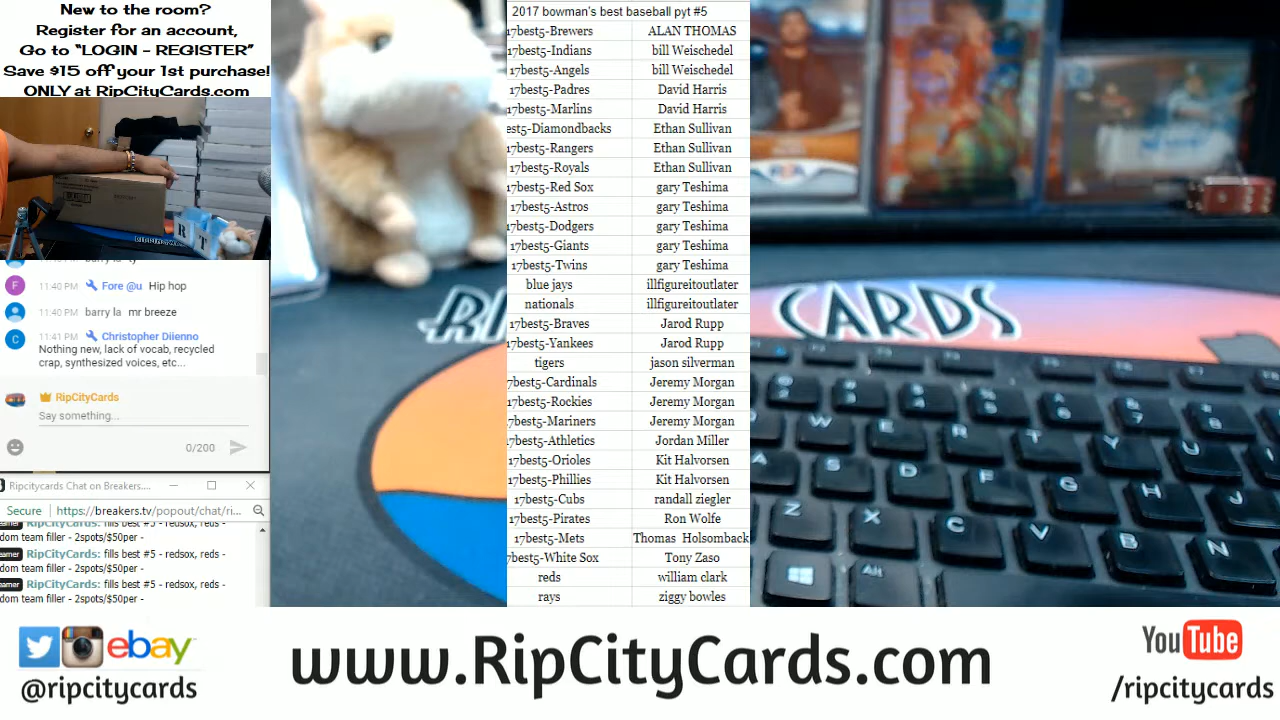 New to the room?
Register for an account,
Go to "LOGIN - REGISTER"
Save $15 off your 1st purchase!
ONLY at RipCityCards.com
R T
F 11:40 PM Fore @u Hip hop
11:40 PM barry la mr breeze
C 11:41 PM Christopher Diienno
Nothing new, lack of vocab, recycled
crap, synthesized voices, etc...
RipCityCards
Say something...
0/200
Ripcitycards Chat on Breakers....
Secure https://breakers.tv/popout/chat/ri...
RipCityCards: fills best #5 - redsox, reds -
dom team filler - 2spots/$50per -
eamer RipCityCards: fills best #5 - redsox, reds -
dom team filler - 2spots/$50per -
eamer RipCityCards: fills best #5 - redsox, reds -
dom team filler - 2spots/$50per -
2017 bowman's best baseball pyt #5
17best5-Brewers ALAN THOMAS
17best5-Indians bill Weischedel
17best5-Angels bill Weischedel
17best5-Padres David Harris
17best5-Marlins David Harris
est5-Diamondbacks Ethan Sullivan
17best5-Rangers Ethan Sullivan
17best5-Royals Ethan Sullivan
17best5-Red Sox gary Teshima
17best5-Astros gary Teshima
17best5-Dodgers gary Teshima
17best5-Giants gary Teshima
17best5-Twins gary Teshima
blue jays illfigureitoutlater
nationals illfigureitoutlater
17best5-Braves Jarod Rupp
17best5-Yankees Jarod Rupp
tigers jason silverman
7best5-Cardinals Jeremy Morgan
17best5-Rockies Jeremy Morgan
7best5-Mariners Jeremy Morgan
17best5-Athletics Jordan Miller
17best5-Orioles Kit Halvorsen
17best5-Phillies Kit Halvorsen
17best5-Cubs randall ziegler
17best5-Pirates Ron Wolfe
17best5-Mets Thomas Holsomback
7best5-White Sox Tony Zaso
reds william clark
rays ziggy bowles
RI
CARDS
W E R T Y U
A S D F G H J
Z X C V B N
Alt
ebay
@ripcitycards
www.RipCityCards.com
YouTube
/ripcitycards